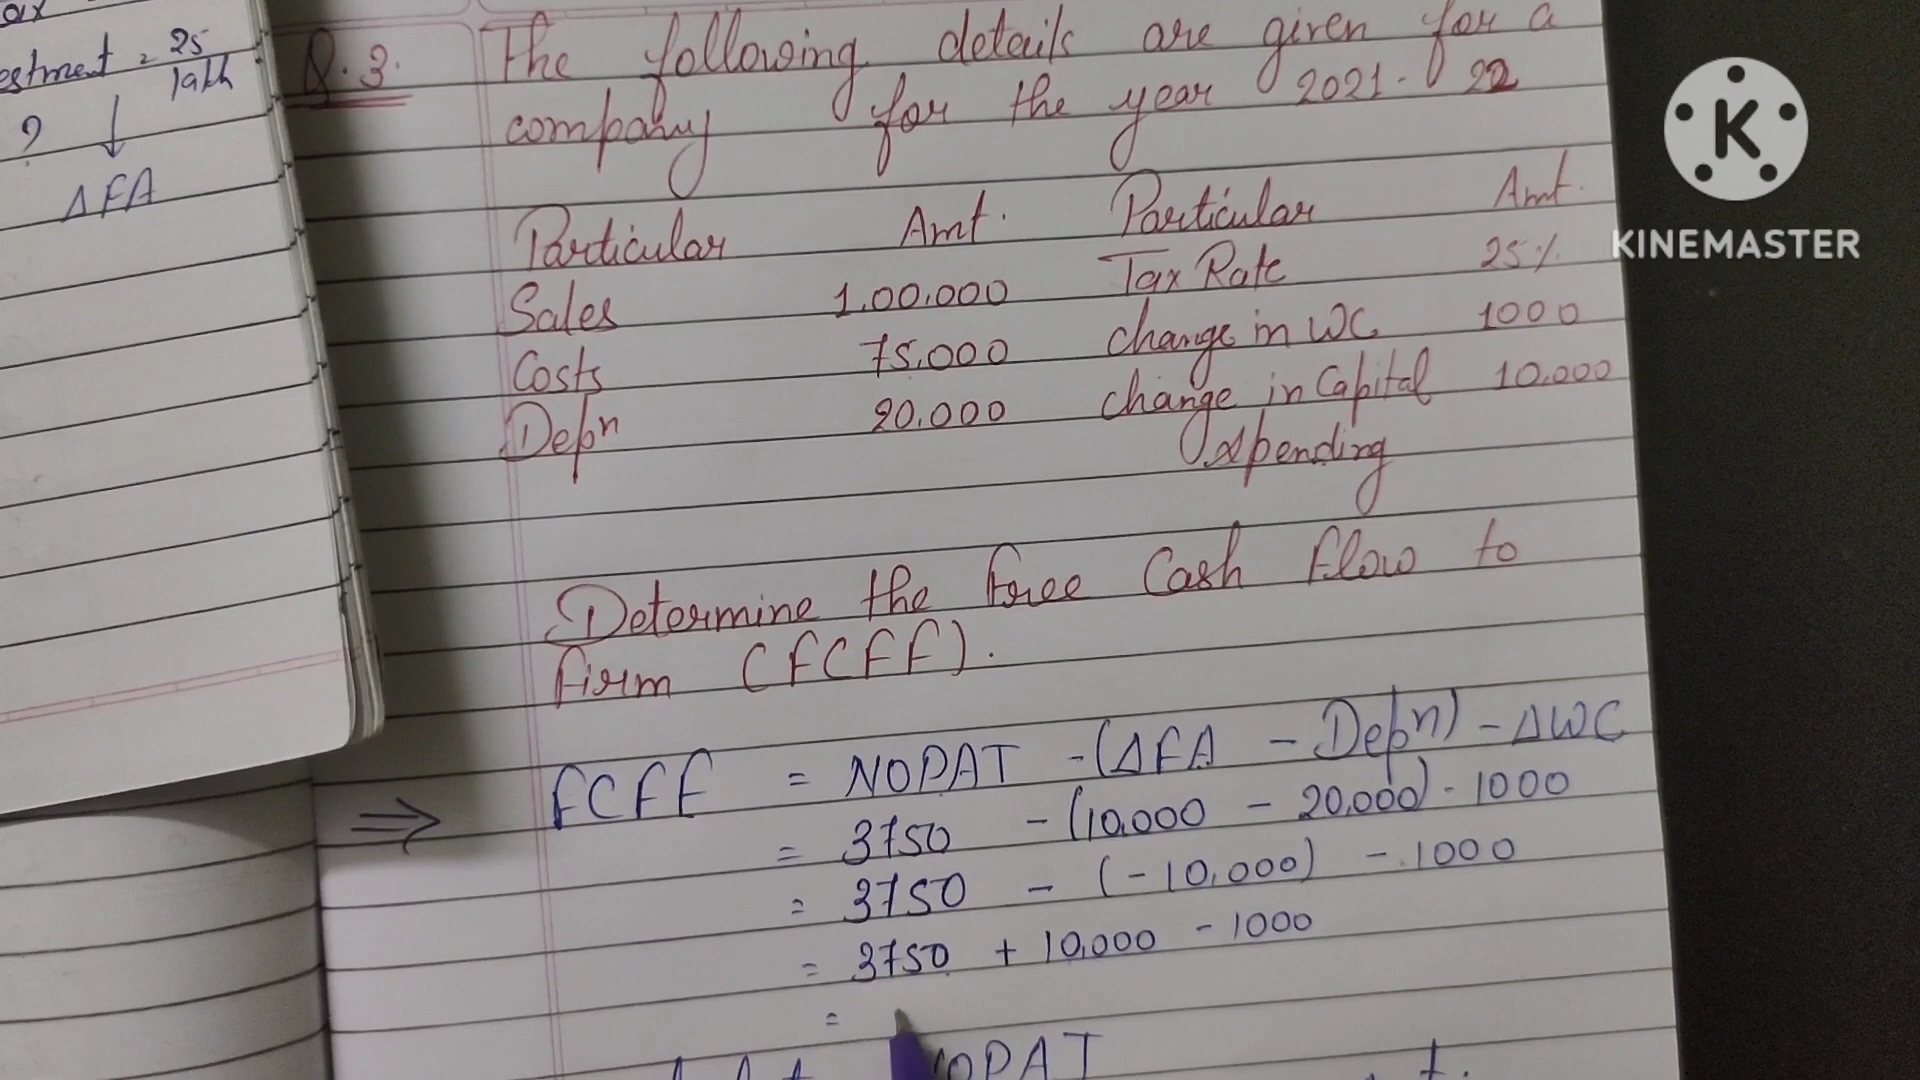 estment = 25
lakh
?
ΔFA
Q.3. The following details are given for a
company for the year 2021-22
Particular Amt. Particular Amt.
Sales 1,00,000 Tax Rate 25%
Costs 75,000 change in WC 1000
Depn 20,000 change in Capital 10,000
spending
Determine the free Cash flow to
firm (FCFF).
⇒ FCFF = NOPAT - (ΔFA - Depn) - ΔWC
= 3750 - (10,000 - 20,000) - 1000
= 3750 - (-10,000) - 1000
= 3750 + 10,000 - 1000
=
NOPAT
K
KINEMASTER